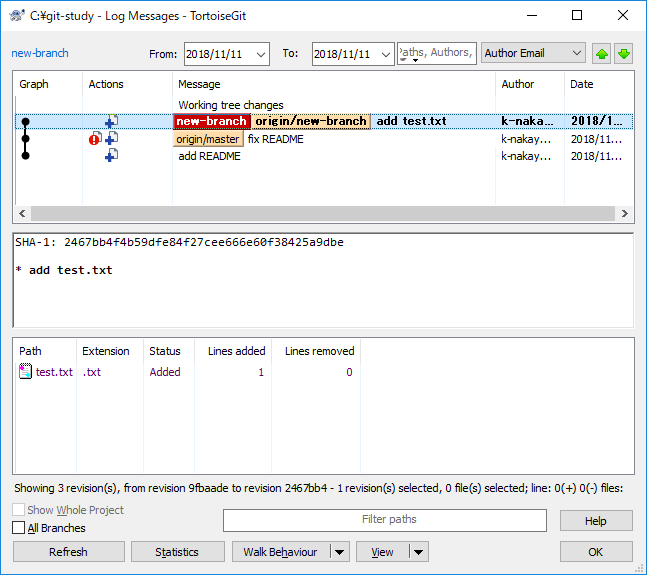 C:¥git-study - Log Messages - TortoiseGit
new-branch From: 2018/11/11 To: 2018/11/11 Paths, Authors, Author Email
Graph Actions Message Author Date
Working tree changes
new-branch origin/new-branch add test.txt k-naka... 2018/1...
origin/master fix README k-nakay... 2018/11...
add README k-nakay... 2018/11...
SHA-1: 2467bb4f4b59dfe84f27cee666e60f38425a9dbe
* add test.txt
Path Extension Status Lines added Lines removed
test.txt .txt Added 1 0
Showing 3 revision(s), from revision 9fbaade to revision 2467bb4 - 1 revision(s) selected, 0 file(s) selected; line: 0(+) 0(-) files:
Show Whole Project
All Branches Filter paths Help
Refresh Statistics Walk Behaviour View OK